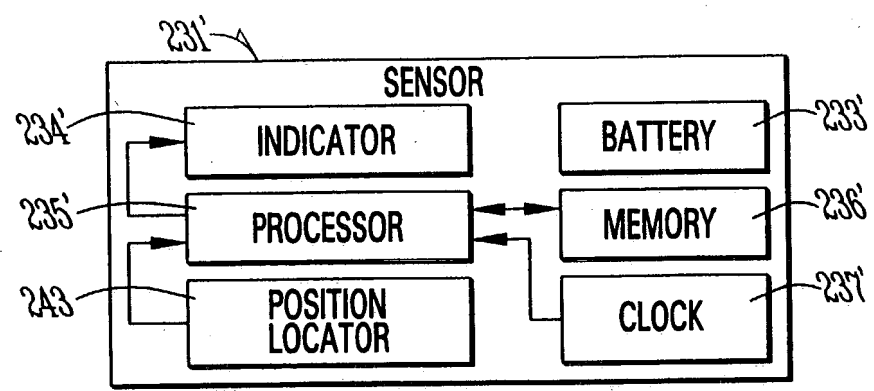 231'
SENSOR
234'
INDICATOR
BATTERY
233'
235'
PROCESSOR
MEMORY
236'
243
POSITION
LOCATOR
CLOCK
237'